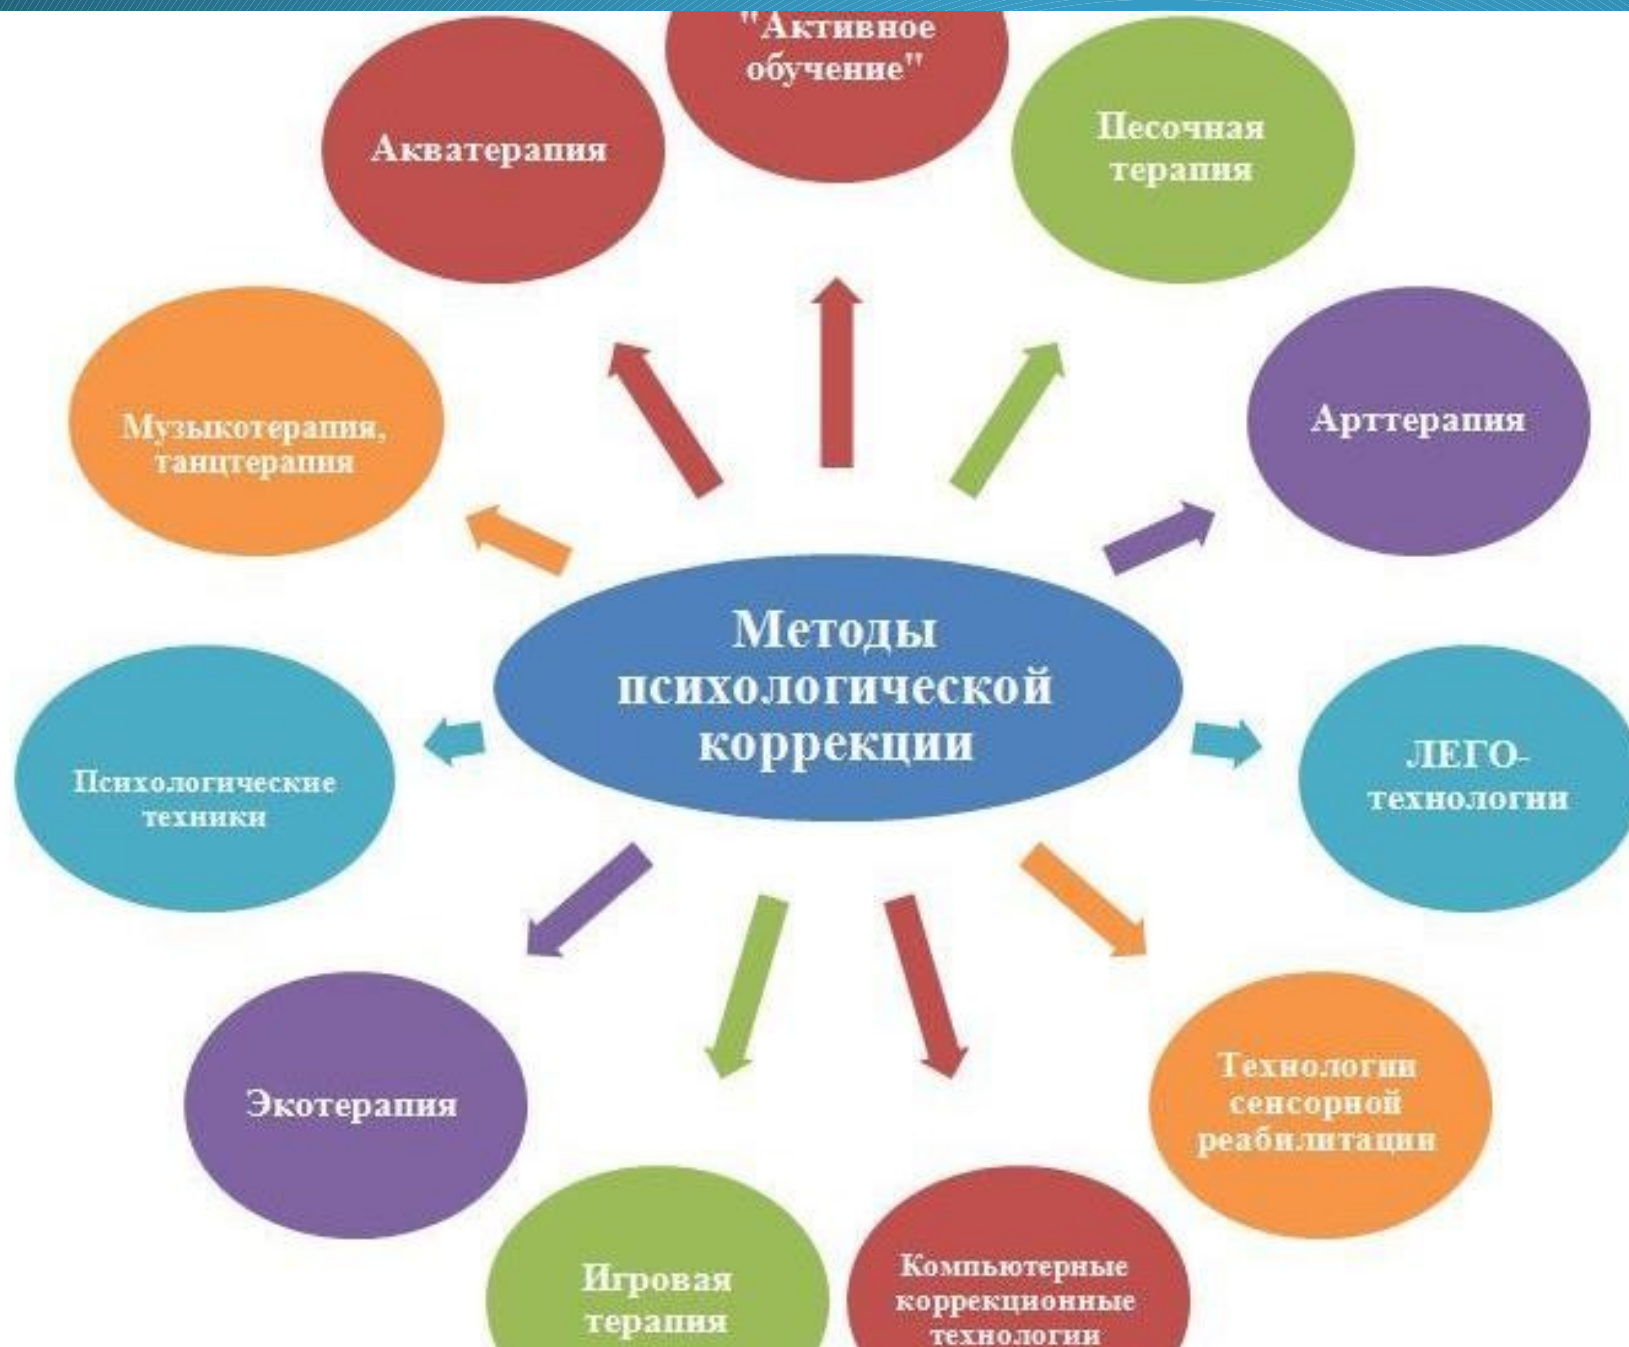 "Активное
обучение"
Акватерапия
Песочная
терапия
Музыкотерапия,
танцтерапия
Арттерапия
Методы
психологической
коррекции
Психологические
техники
ЛЕГО-
технологии
Экотерапия
Технологии
сенсорной
реабилитации
Игровая
терапия
Компьютерные
коррекционные
технологии